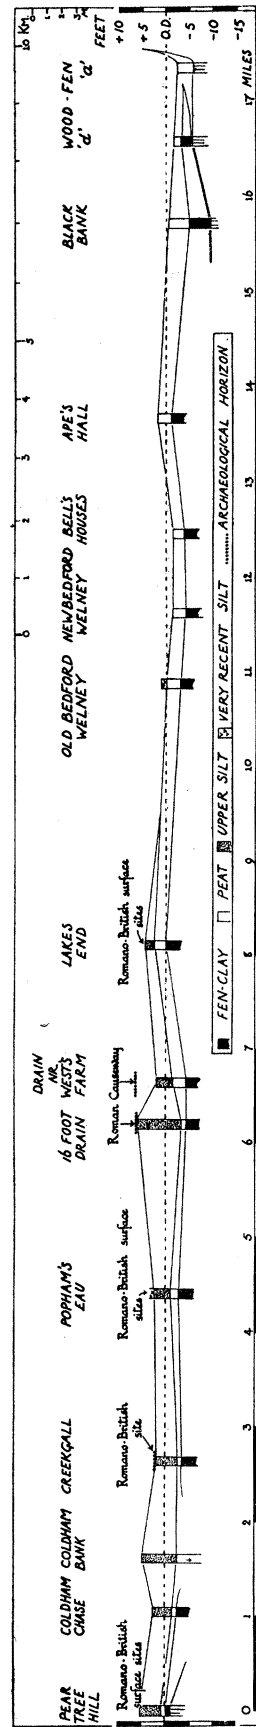 PEAR TREE HILL
COLDHAM CHASE
COLDHAM BANK
CREEKGALL
POPHAM'S EAU
16 FOOT DRAIN
DRAIN NR WEST'S FARM
LAKES END
OLD BEDFORD WELNEY
NEW BEDFORD WELNEY
BELL'S HOUSES
APE'S HALL
BLACK BANK
WOOD-FEN 'd' 'a'
0 1 2 3 5 10 Km.
FEET
+10
+5
O.D.
-5
-10
-15
Romano-British surface sites
Romano-British site
Romano-British surface sites
Roman Causeway
Romano-British surface sites
FEN-CLAY PEAT UPPER SILT VERY RECENT SILT ARCHAEOLOGICAL HORIZON
0 1 2 3 4 5 6 7 8 9 10 11 12 13 14 15 16 17 MILES